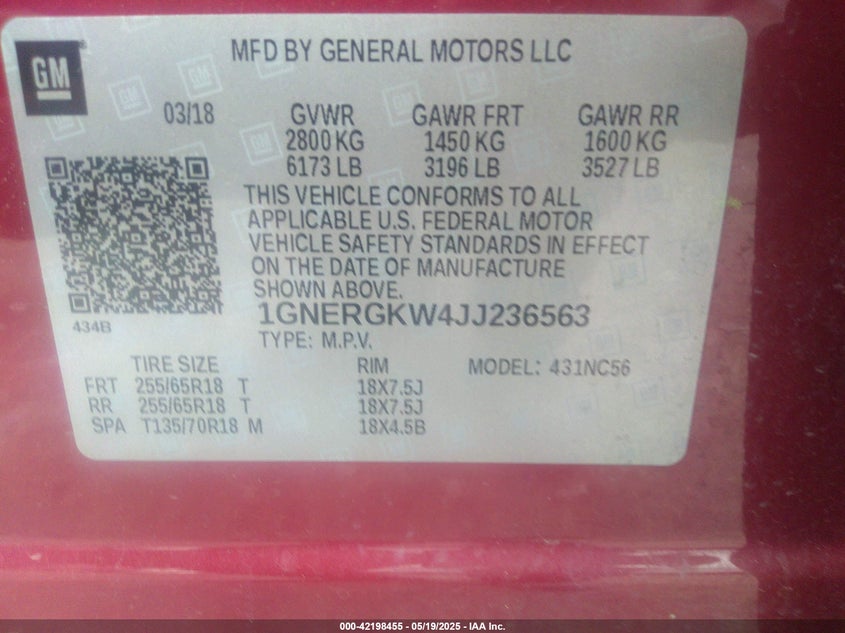 GM
MFD BY GENERAL MOTORS LLC
03/18 GVWR GAWR FRT GAWR RR
2800 KG 1450 KG 1600 KG
6173 LB 3196 LB 3527 LB
THIS VEHICLE CONFORMS TO ALL
APPLICABLE U.S. FEDERAL MOTOR
VEHICLE SAFETY STANDARDS IN EFFECT
ON THE DATE OF MANUFACTURE
SHOWN ABOVE.
434B
1GNERGKW4JJ236563
TYPE: M.P.V.
TIRE SIZE RIM MODEL: 431NC56
FRT 255/65R18 T 18X7.5J
RR 255/65R18 T 18X7.5J
SPA T135/70R18 M 18X4.5B
000-42198455 - 05/19/2025 - IAA Inc.